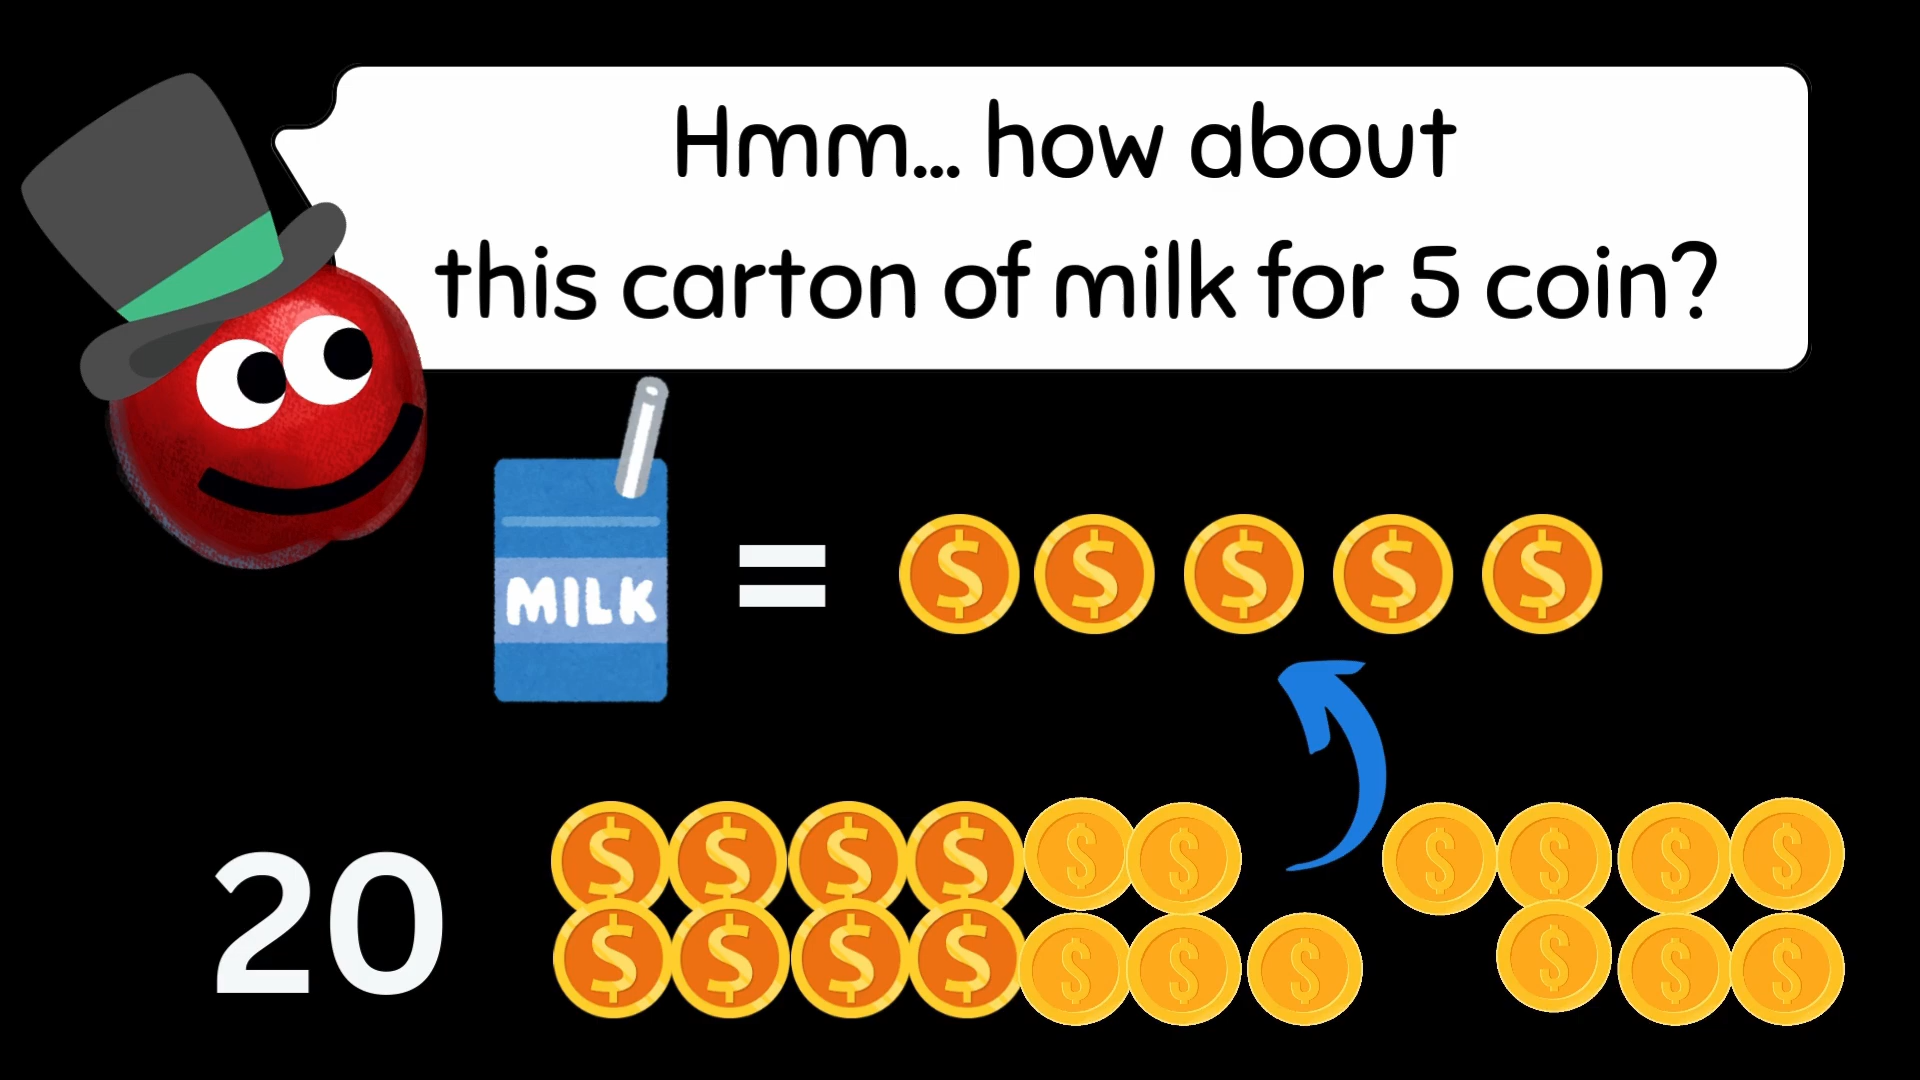 Hmm... how about
this carton of milk for 5 coin?
MILK
=
$ $ $ $ $
20
$ $ $ $ $ $ $ $ $ $
$ $ $ $ $ $ $ $ $ $